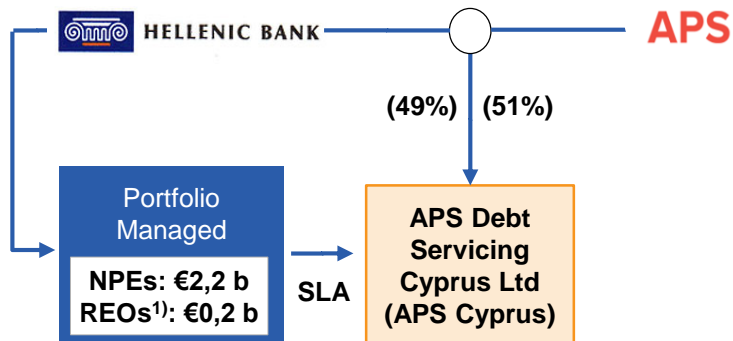 HELLENIC BANK
APS
(49%) (51%)
Portfolio
Managed
NPEs: €2,2 b
REOs¹⁾: €0,2 b
SLA
APS Debt
Servicing
Cyprus Ltd
(APS Cyprus)